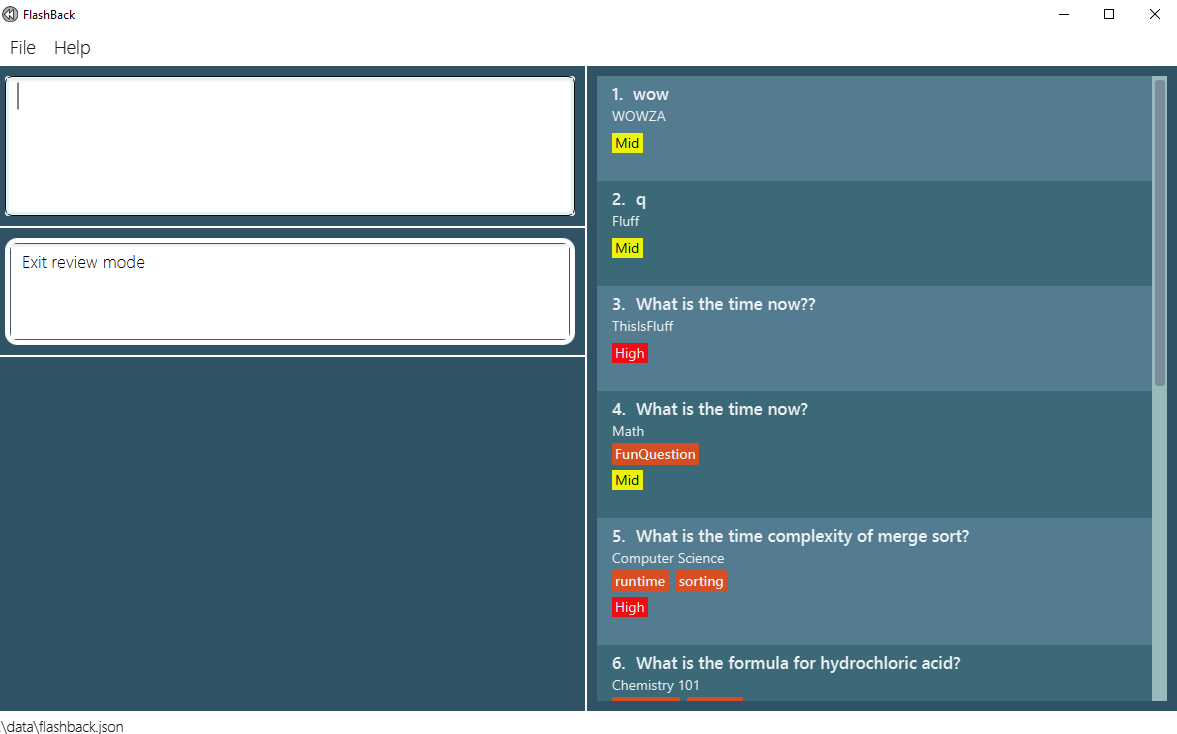 FlashBack
File Help
Exit review mode
1. wow
WOWZA
Mid
2. q
Fluff
Mid
3. What is the time now??
ThisIsFluff
High
4. What is the time now?
Math
FunQuestion
Mid
5. What is the time complexity of merge sort?
Computer Science
runtime sorting
High
6. What is the formula for hydrochloric acid?
Chemistry 101
.\data\flashback.json